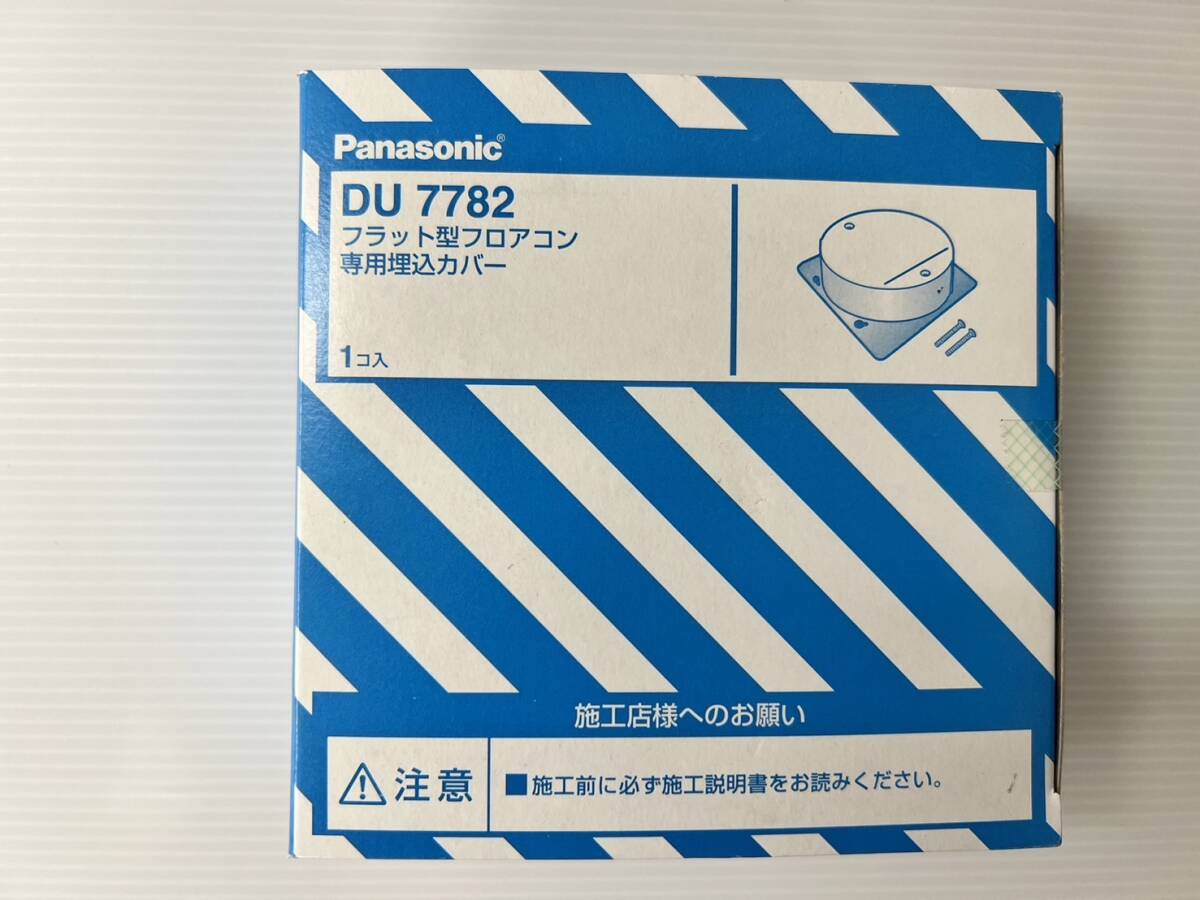 Panasonic®
DU 7782
フラット型フロアコン
専用埋込カバー
1コ入
施工店様へのお願い
注意
■施工前に必ず施工説明書をお読みください。